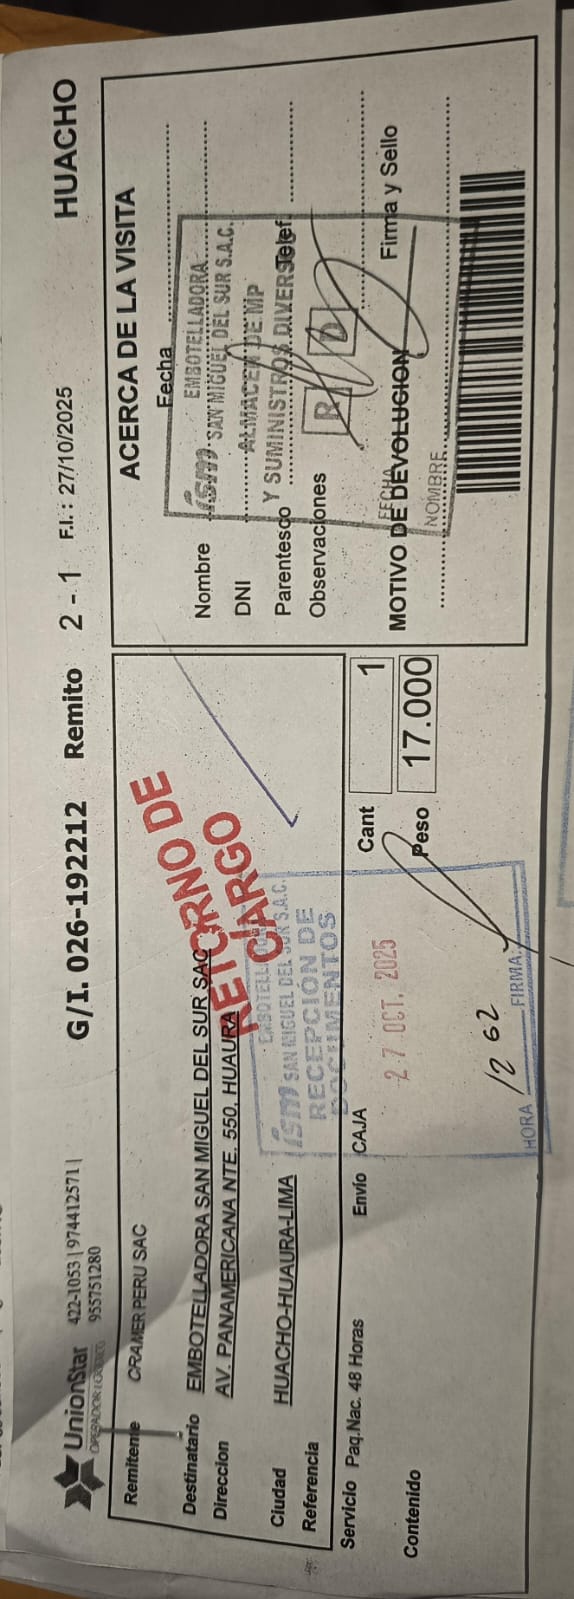 UnionStar
OPERADOR LOGISTICO
422-1053 | 974412571 |
955751280
G/I. 026-192212 Remito 2 - 1 F.I.: 27/10/2025 HUACHO
Remitente CRAMER PERU SAC
Destinatario EMBOTELLADORA SAN MIGUEL DEL SUR SAC
Direccion AV. PANAMERICANA NTE. 550, HUAURA
Ciudad HUACHO-HUAURA-LIMA
Referencia
RETORNO DE
CARGO
ism SAN MIGUEL DEL SUR S.A.C.
RECEPCIÓN DE
DOCUMENTOS
27 OCT. 2025
HORA FIRMA:
Servicio Paq.Nac. 48 Horas Envío CAJA Cant 1
Contenido Peso 17.000
ACERCA DE LA VISITA
Fecha
Nombre
DNI
Parentesco Telef.
Observaciones
MOTIVO DE DEVOLUCION Firma y Sello
EMBOTELLADORA
ism SAN MIGUEL DEL SUR S.A.C.
ALMACEN DE MP
Y SUMINISTROS DIVERSOS
R D
FECHA
NOMBRE